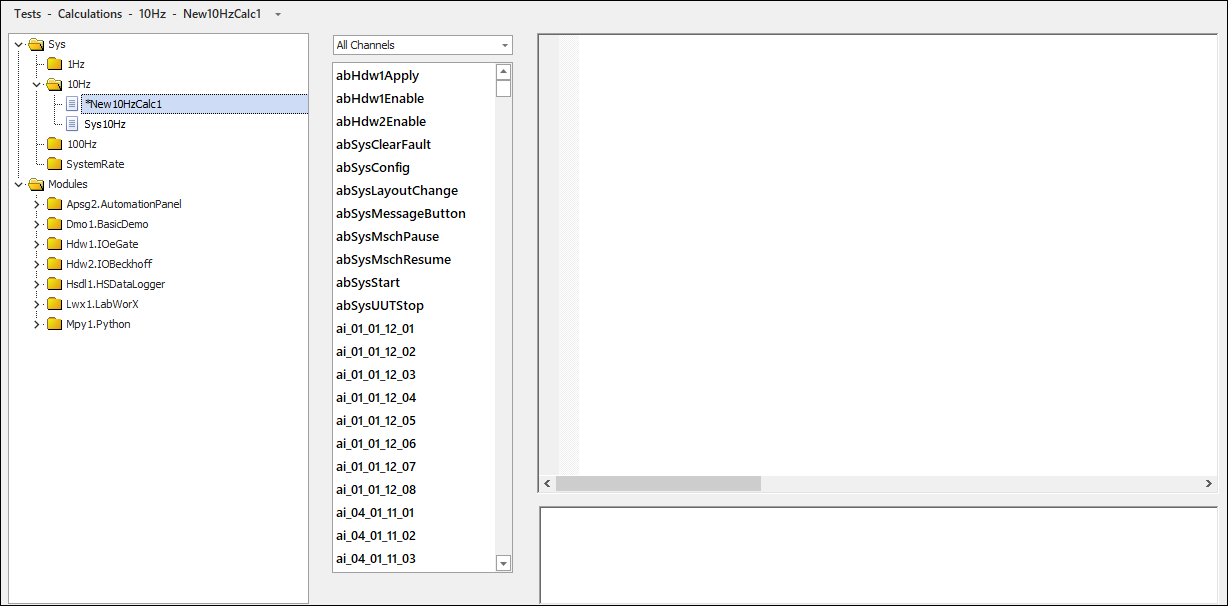 Tests - Calculations - 10Hz - New10HzCalc1
Sys
1Hz
10Hz
*New10HzCalc1
Sys10Hz
100Hz
SystemRate
Modules
Apsg2.AutomationPanel
Dmo1.BasicDemo
Hdw1.IOeGate
Hdw2.IOBeckhoff
Hsdl1.HSDataLogger
Lwx1.LabWorX
Mpy1.Python
All Channels
abHdw1Apply
abHdw1Enable
abHdw2Enable
abSysClearFault
abSysConfig
abSysLayoutChange
abSysMessageButton
abSysMschPause
abSysMschResume
abSysStart
abSysUUTStop
ai_01_01_12_01
ai_01_01_12_02
ai_01_01_12_03
ai_01_01_12_04
ai_01_01_12_05
ai_01_01_12_06
ai_01_01_12_07
ai_01_01_12_08
ai_04_01_11_01
ai_04_01_11_02
ai_04_01_11_03